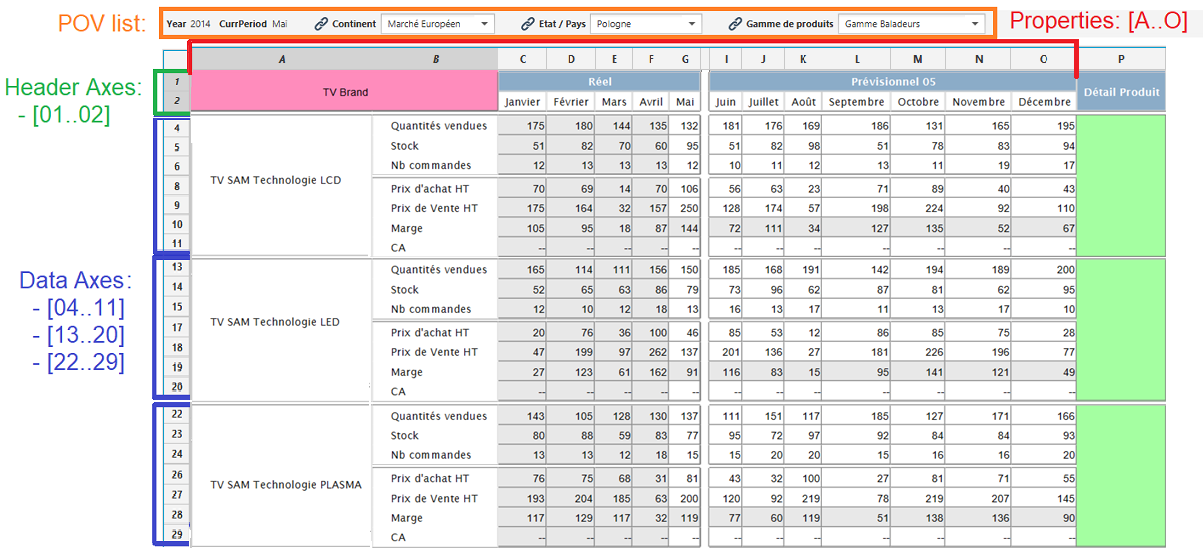 POV list: Year 2014 CurrPeriod Mai Continent Marché Européen Etat / Pays Pologne Gamme de produits Gamme Baladeurs Properties: [A..O]
A B C D E F G I J K L M N O P
Header Axes:
- [01..02]
1 TV Brand Réel Prévisionnel 05 Détail Produit
2 Janvier Février Mars Avril Mai Juin Juillet Août Septembre Octobre Novembre Décembre
4 Quantités vendues 175 180 144 135 132 181 176 169 186 131 165 195
5 Stock 51 82 70 60 95 51 82 98 51 78 83 94
6 Nb commandes 12 13 13 13 12 10 11 12 13 11 19 17
TV SAM Technologie LCD
8 Prix d'achat HT 70 69 14 70 106 56 63 23 71 89 40 43
9 Prix de Vente HT 175 164 32 157 250 128 174 57 198 224 92 110
10 Marge 105 95 18 87 144 72 111 34 127 135 52 67
11 CA -- -- -- -- -- -- -- -- -- -- -- --
Data Axes:
- [04..11]
- [13..20]
- [22..29]
13 Quantités vendues 165 114 111 156 150 185 168 191 142 194 189 200
14 Stock 52 65 63 86 79 73 96 62 87 81 62 95
15 Nb commandes 12 10 12 18 13 16 13 17 11 13 17 10
TV SAM Technologie LED
17 Prix d'achat HT 20 76 36 100 46 85 53 12 86 85 75 28
18 Prix de Vente HT 47 199 97 262 137 201 136 27 181 226 196 77
19 Marge 27 123 61 162 91 116 83 15 95 141 121 49
20 CA -- -- -- -- -- -- -- -- -- -- -- --
22 Quantités vendues 143 105 128 130 137 111 151 117 185 127 171 166
23 Stock 80 88 59 83 77 95 72 97 92 84 84 93
24 Nb commandes 13 13 12 18 15 15 20 20 15 16 16 20
TV SAM Technologie PLASMA
26 Prix d'achat HT 76 75 68 31 81 43 32 100 27 81 71 55
27 Prix de Vente HT 193 204 185 63 200 120 92 219 78 219 207 145
28 Marge 117 129 117 32 119 77 60 119 51 138 136 90
29 CA -- -- -- -- -- -- -- -- -- -- -- --